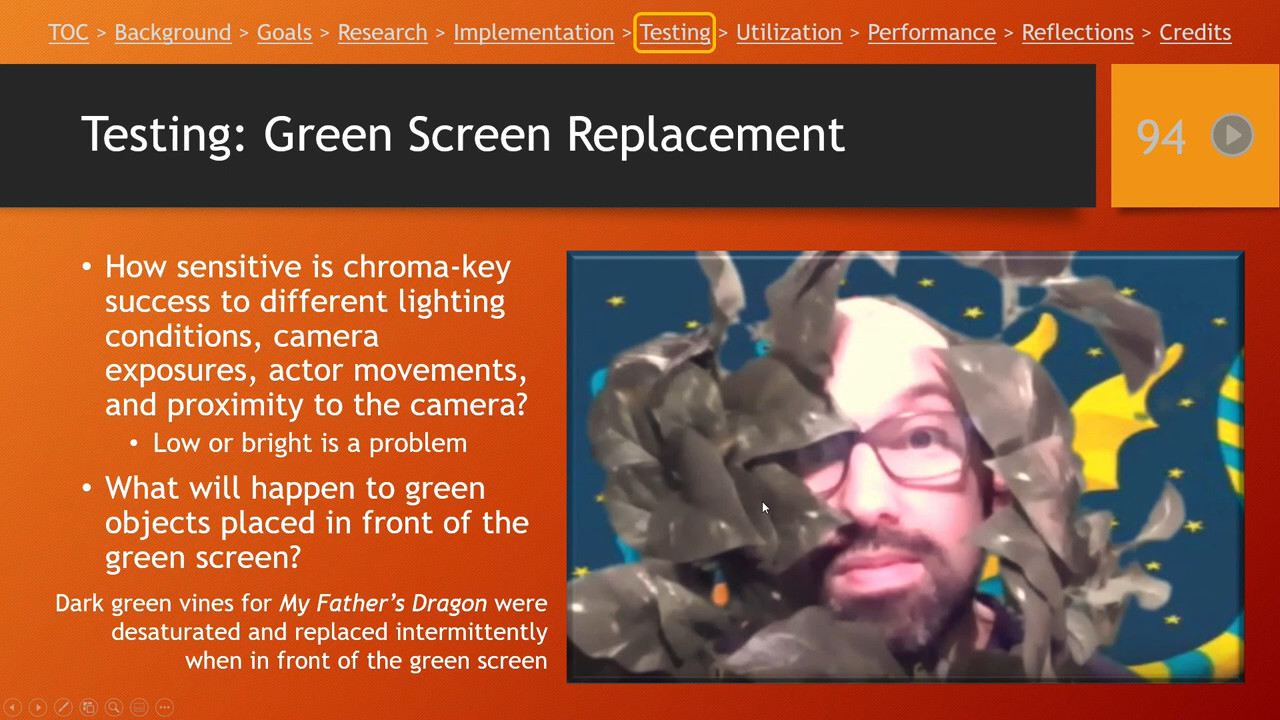 TOC > Background > Goals > Research > Implementation > Testing > Utilization > Performance > Reflections > Credits
Testing: Green Screen Replacement
94
• How sensitive is chroma-key
success to different lighting
conditions, camera
exposures, actor movements,
and proximity to the camera?
• Low or bright is a problem
• What will happen to green
objects placed in front of the
green screen?
Dark green vines for My Father's Dragon were
desaturated and replaced intermittently
when in front of the green screen